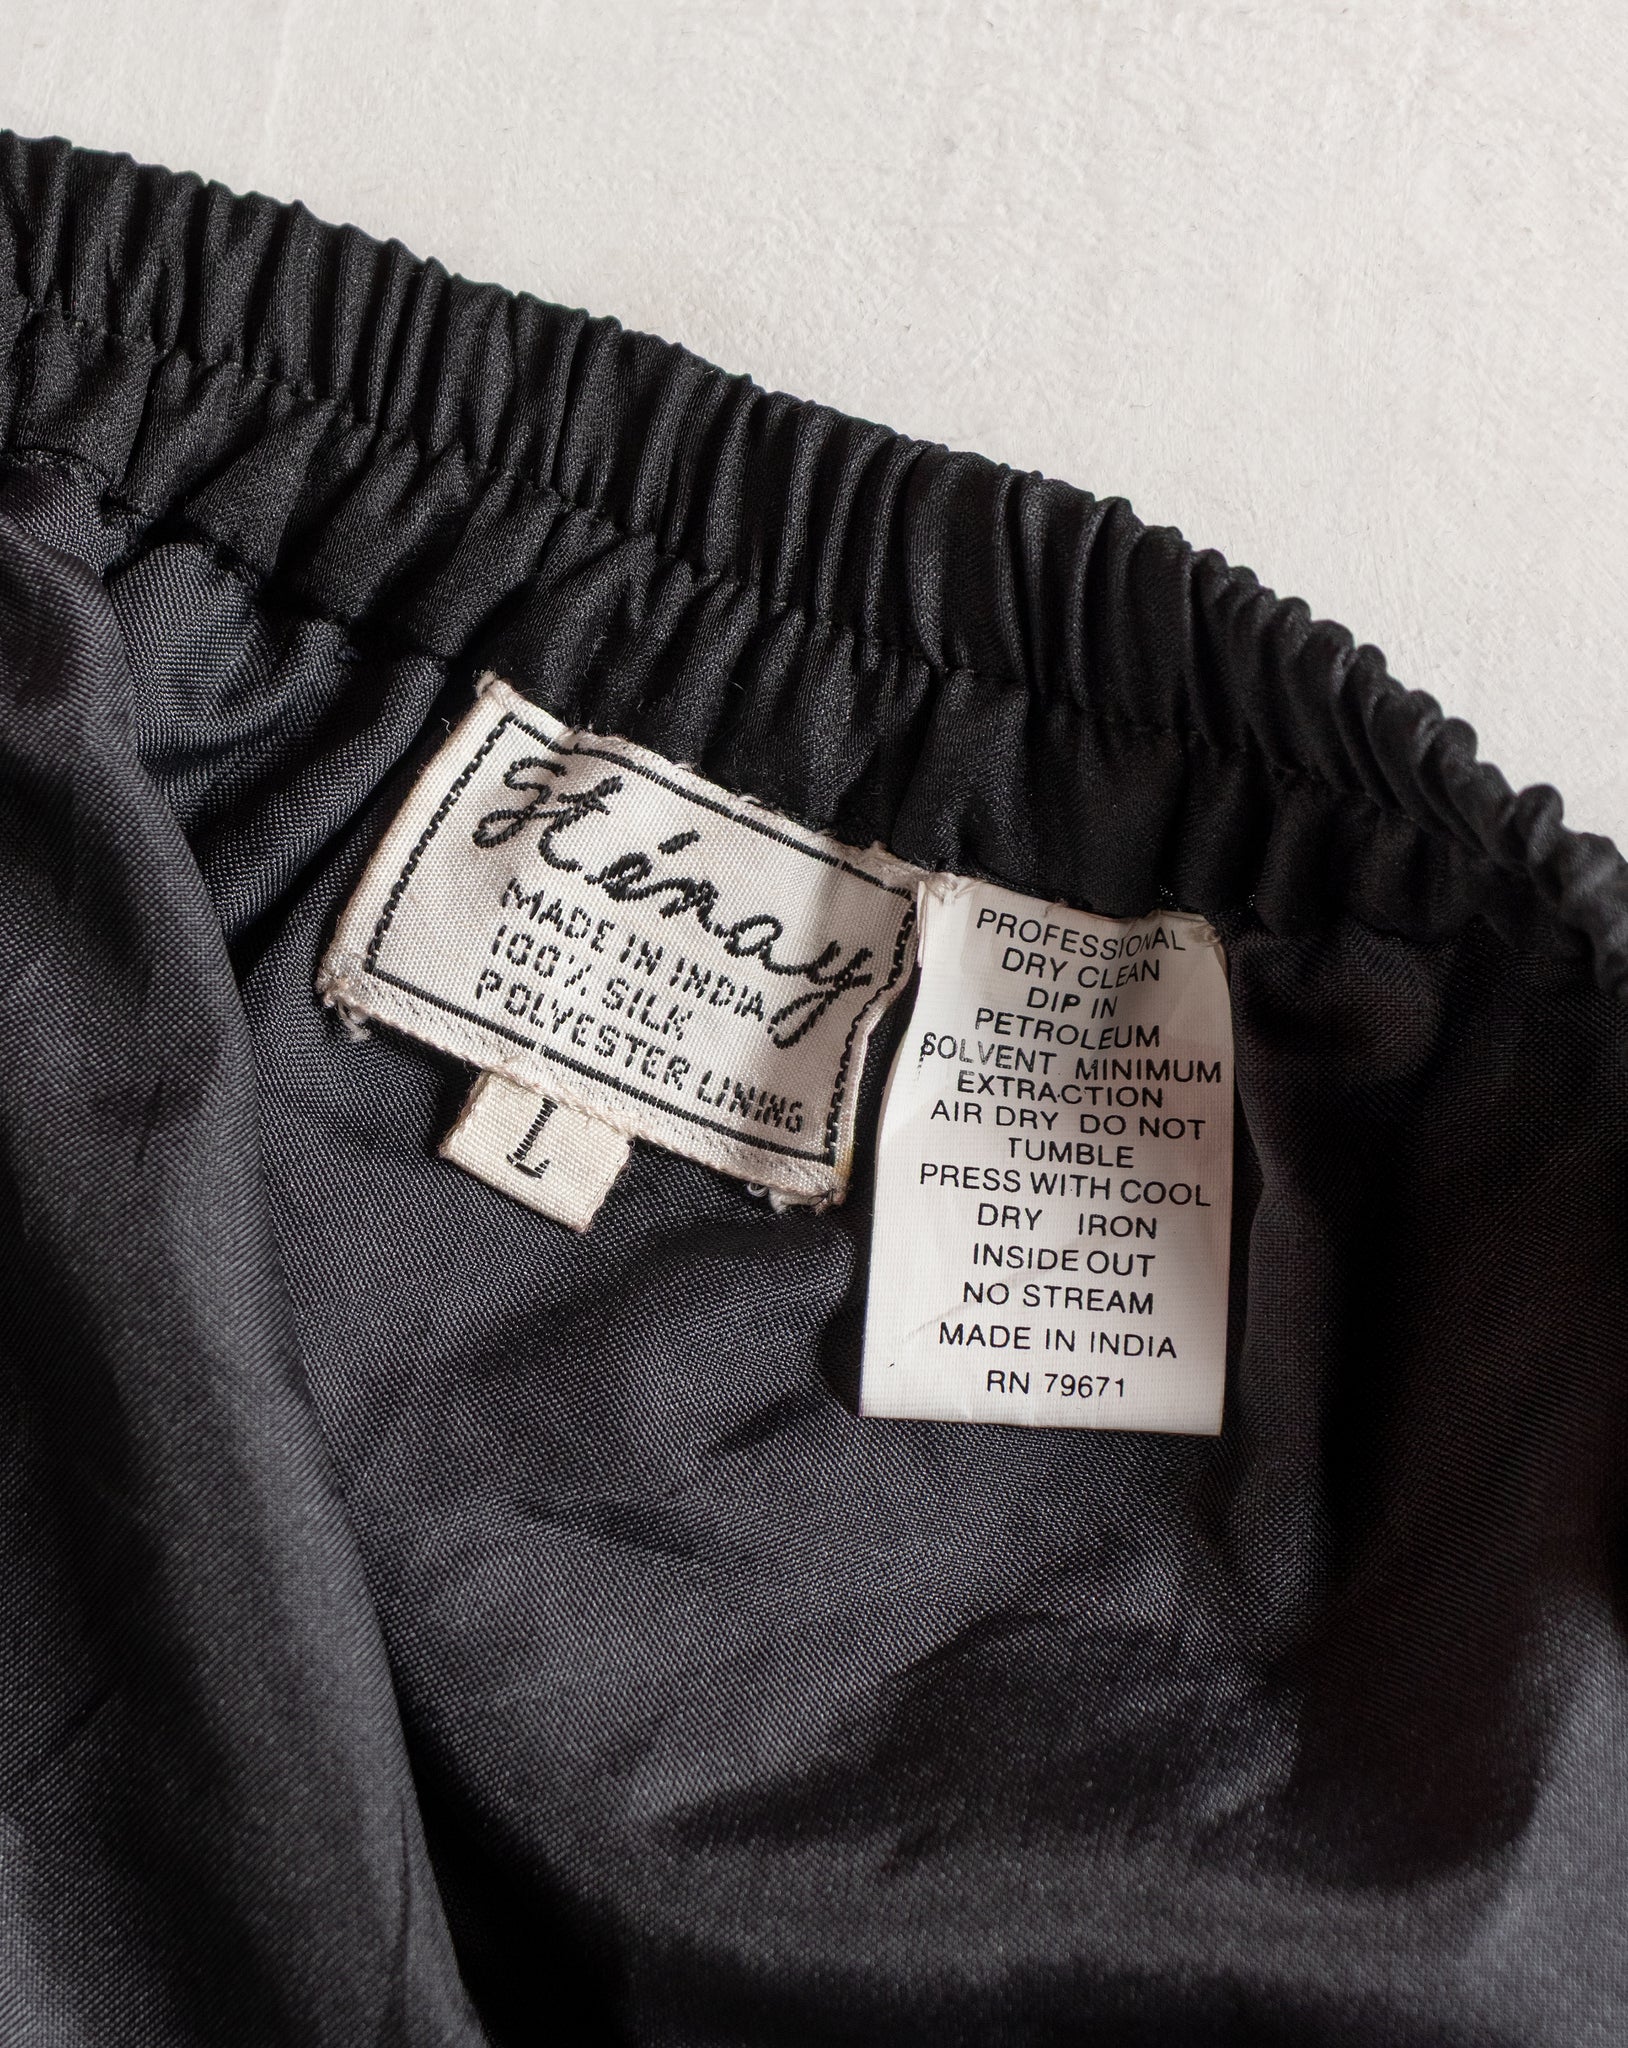 gténay
MADE IN INDIA
100% SILK
POLYESTER LINING
L
PROFESSIONAL
DRY CLEAN
DIP IN
PETROLEUM
SOLVENT MINIMUM
EXTRACTION
AIR DRY DO NOT
TUMBLE
PRESS WITH COOL
DRY IRON
INSIDE OUT
NO STREAM
MADE IN INDIA
RN 79671